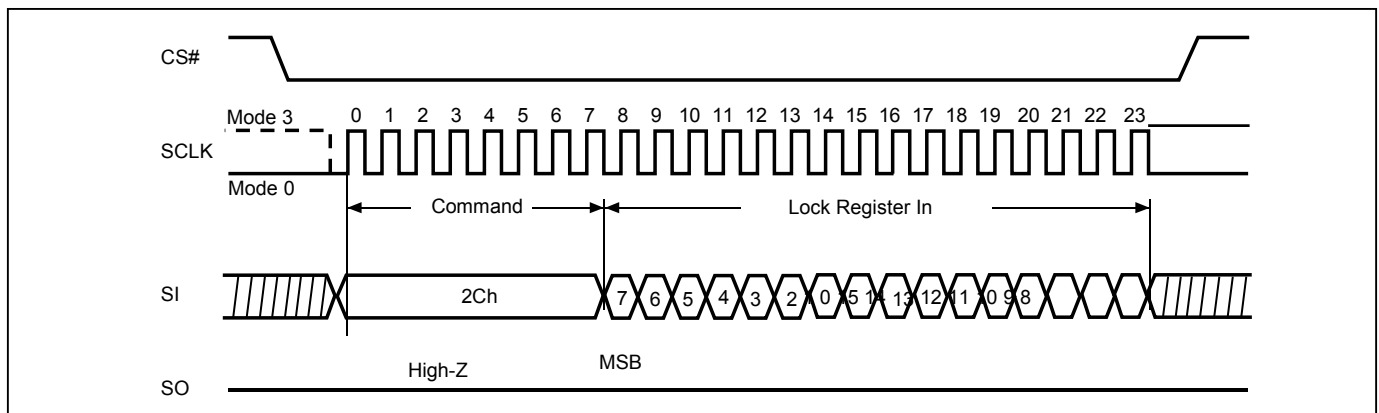 CS#
Mode 3 0 1 2 3 4 5 6 7 8 9 10 11 12 13 14 15 16 17 18 19 20 21 22 23
SCLK
Mode 0
Command Lock Register In
SI 2Ch 7 6 5 4 3 2 1 0 15 14 13 12 11 10 9 8
High-Z MSB
SO